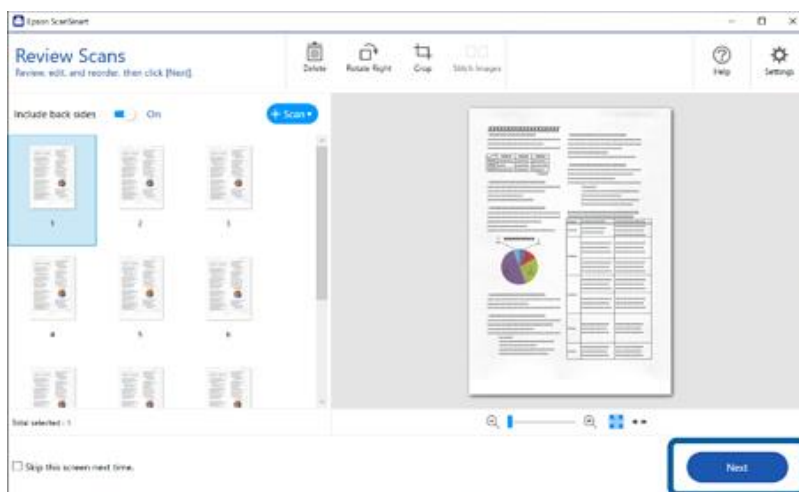 Epson ScanSmart
Review Scans
Review, edit, and reorder, then click [Next].
Delete
Rotate Right
Crop
Stitch Images
Help
Settings
Include back sides
On
+ Scan
1
2
3
4
5
6
Total selected : 1
Skip this screen next time.
Next